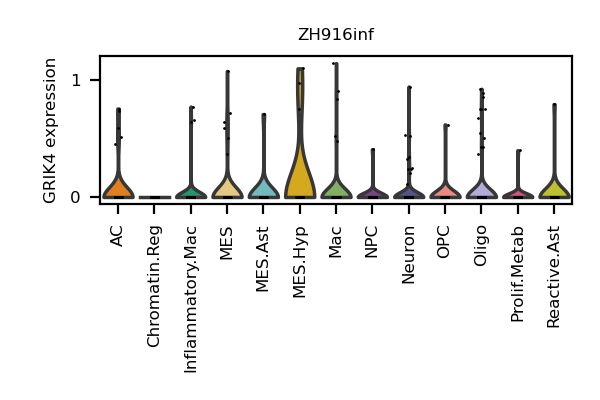 ZH916inf
GRIK4 expression
1
0
AC
Chromatin.Reg
Inflammatory.Mac
MES
MES.Ast
MES.Hyp
Mac
NPC
Neuron
OPC
Oligo
Prolif.Metab
Reactive.Ast